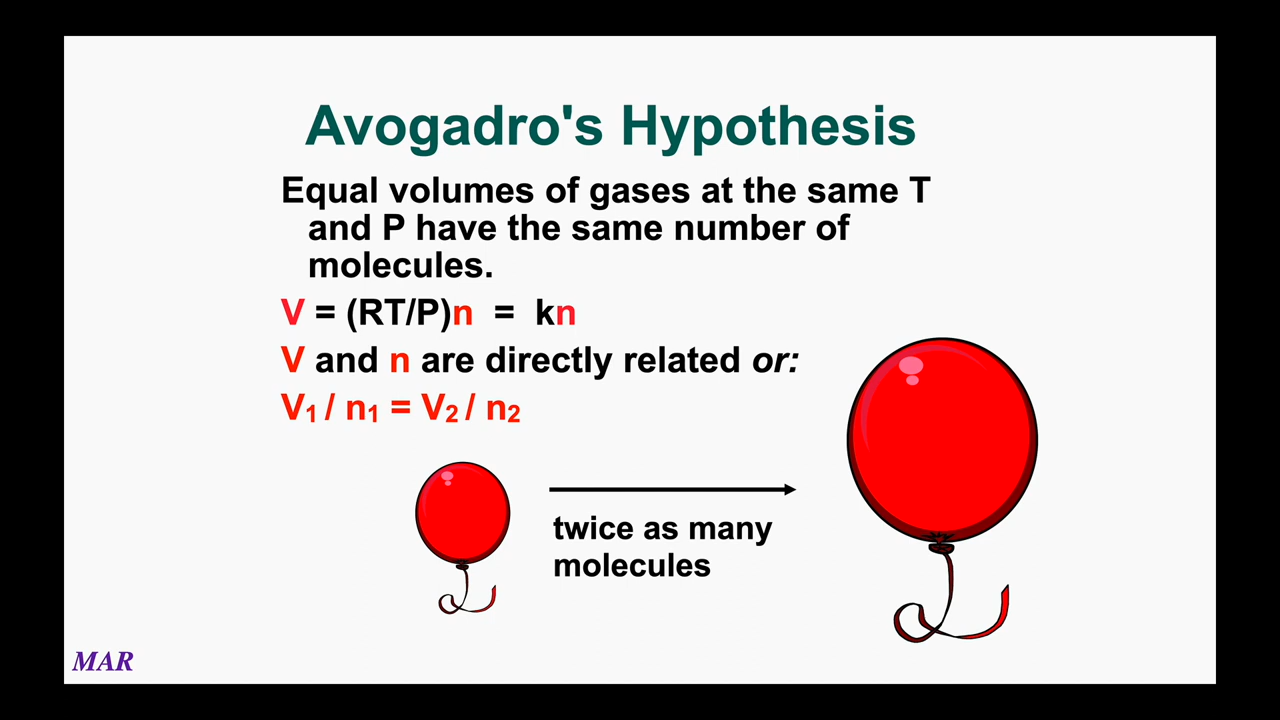 Avogadro's Hypothesis
Equal volumes of gases at the same T
and P have the same number of
molecules.
V = (RT/P)n = kn
V and n are directly related or:
V₁ / n₁ = V₂ / n₂
twice as many
molecules
MAR